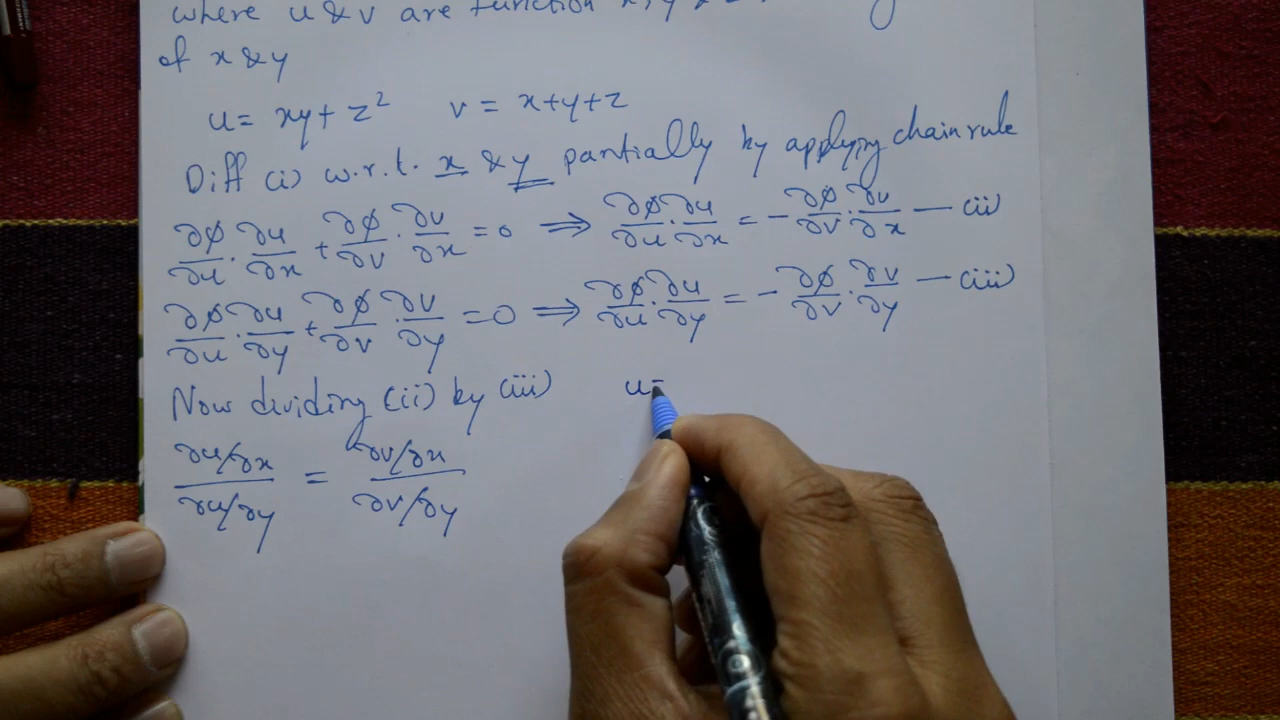 where u & v are function
of x & y
u = xy + z² v = x+y+z
Diff (i) w.r.t. x & y partially by applying chain rule
∂φ/∂u · ∂u/∂x + ∂φ/∂v · ∂v/∂x = 0 ⇒ ∂φ/∂u · ∂u/∂x = - ∂φ/∂v · ∂v/∂x — (ii)
∂φ/∂u · ∂u/∂y + ∂φ/∂v · ∂v/∂y = 0 ⇒ ∂φ/∂u · ∂u/∂y = - ∂φ/∂v · ∂v/∂y — (iii)
Now dividing (ii) by (iii) u=
(∂u/∂x)/(∂u/∂y) = (∂v/∂x)/(∂v/∂y)